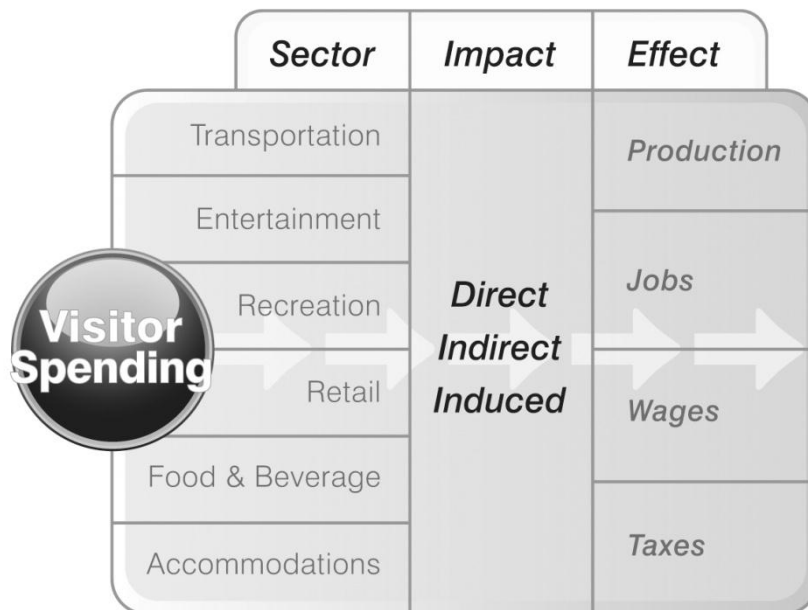 Sector Impact Effect
Transportation
Entertainment
Recreation
Retail
Food & Beverage
Accommodations
Visitor
Spending
Direct
Indirect
Induced
Production
Jobs
Wages
Taxes